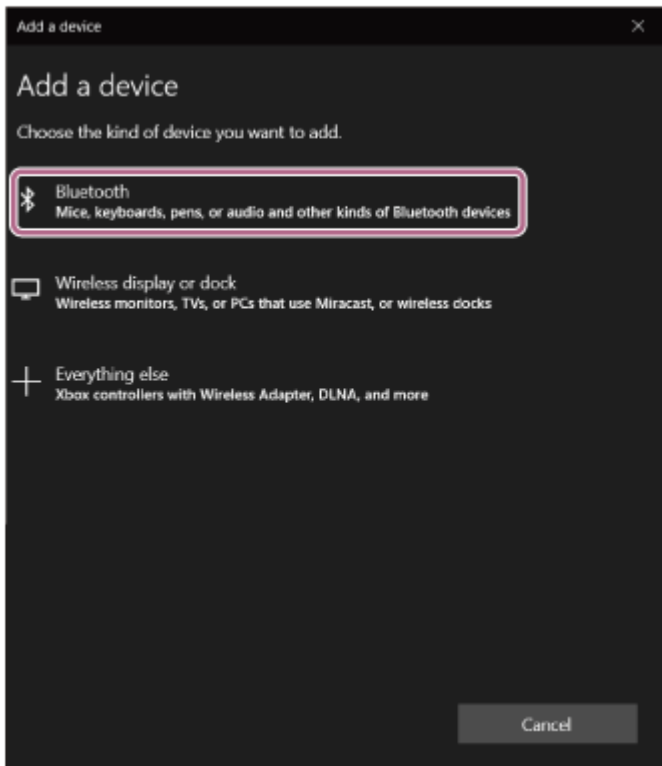 Add a device
Add a device
Choose the kind of device you want to add.
Bluetooth
Mice, keyboards, pens, or audio and other kinds of Bluetooth devices
Wireless display or dock
Wireless monitors, TVs, or PCs that use Miracast, or wireless docks
Everything else
Xbox controllers with Wireless Adapter, DLNA, and more
Cancel